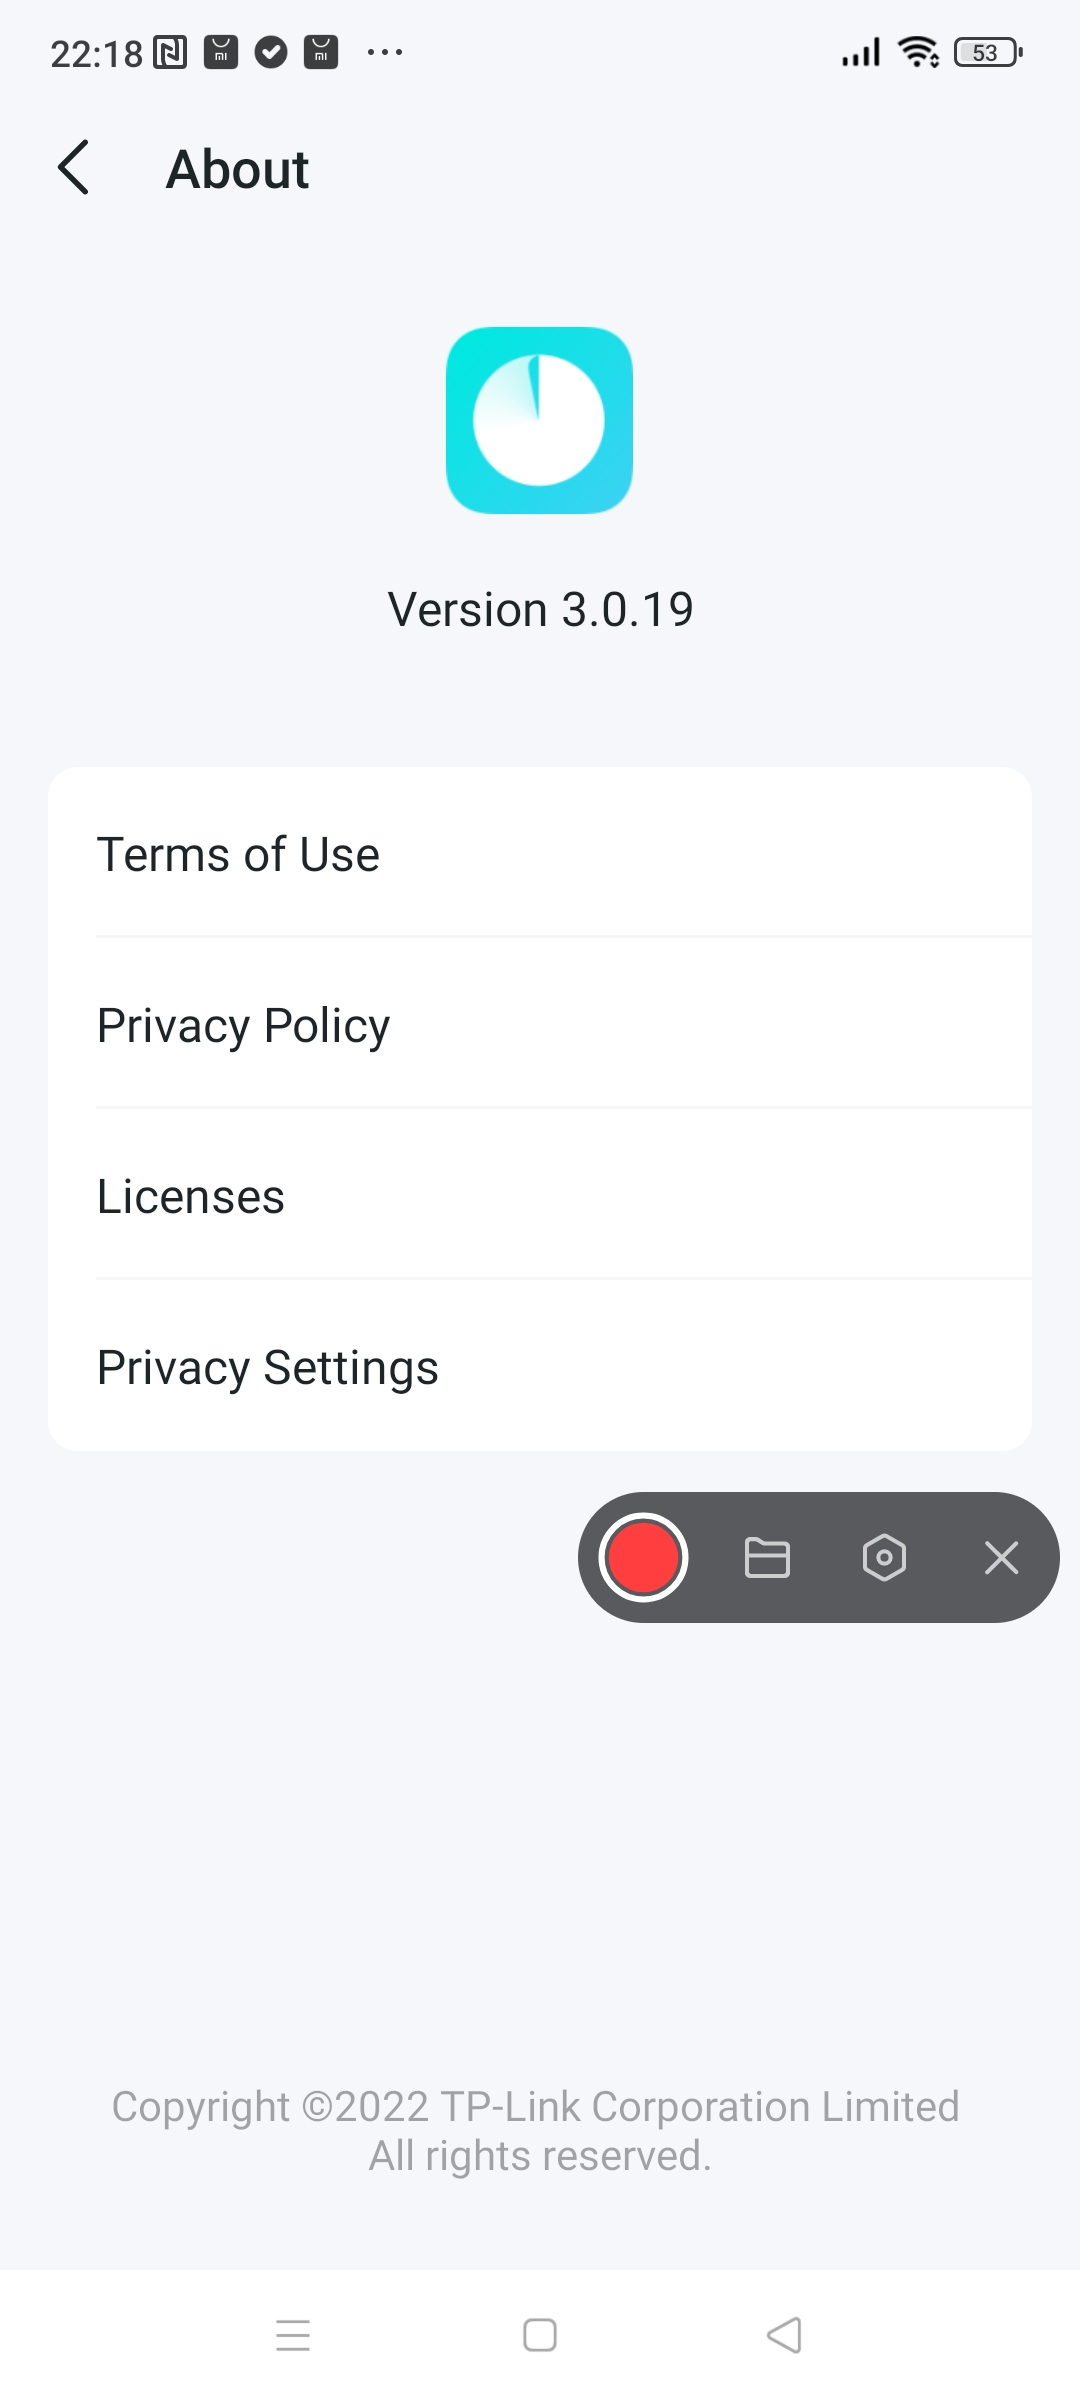 22:18
53
About
Version 3.0.19
Terms of Use
Privacy Policy
Licenses
Privacy Settings
Copyright ©2022 TP-Link Corporation Limited
All rights reserved.